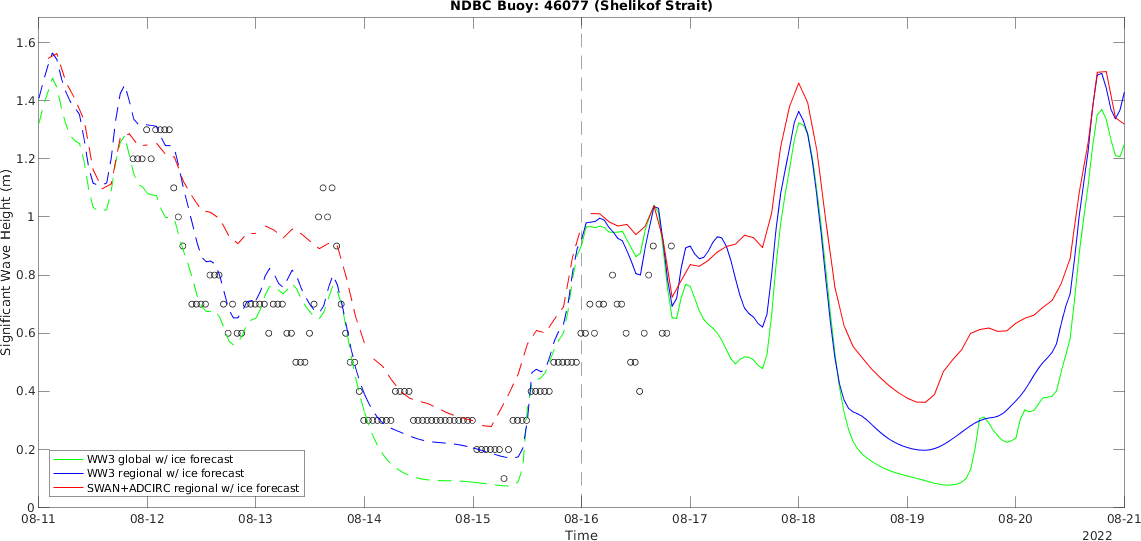 NDBC Buoy: 46077 (Shelikof Strait)
Significant Wave Height (m)
1.6
1.4
1.2
1
0.8
0.6
0.4
0.2
0
WW3 global w/ ice forecast
WW3 regional w/ ice forecast
SWAN+ADCIRC regional w/ ice forecast
08-11 08-12 08-13 08-14 08-15 08-16 08-17 08-18 08-19 08-20 08-21
Time
2022